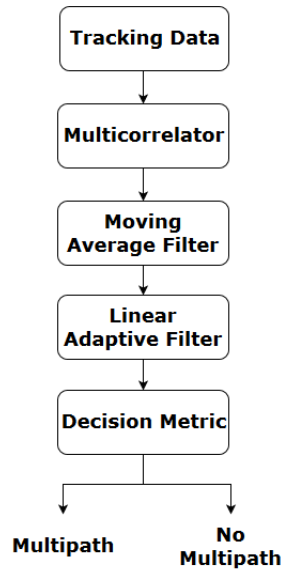 Tracking Data
Multicorrelator
Moving
Average Filter
Linear
Adaptive Filter
Decision Metric
Multipath
No
Multipath